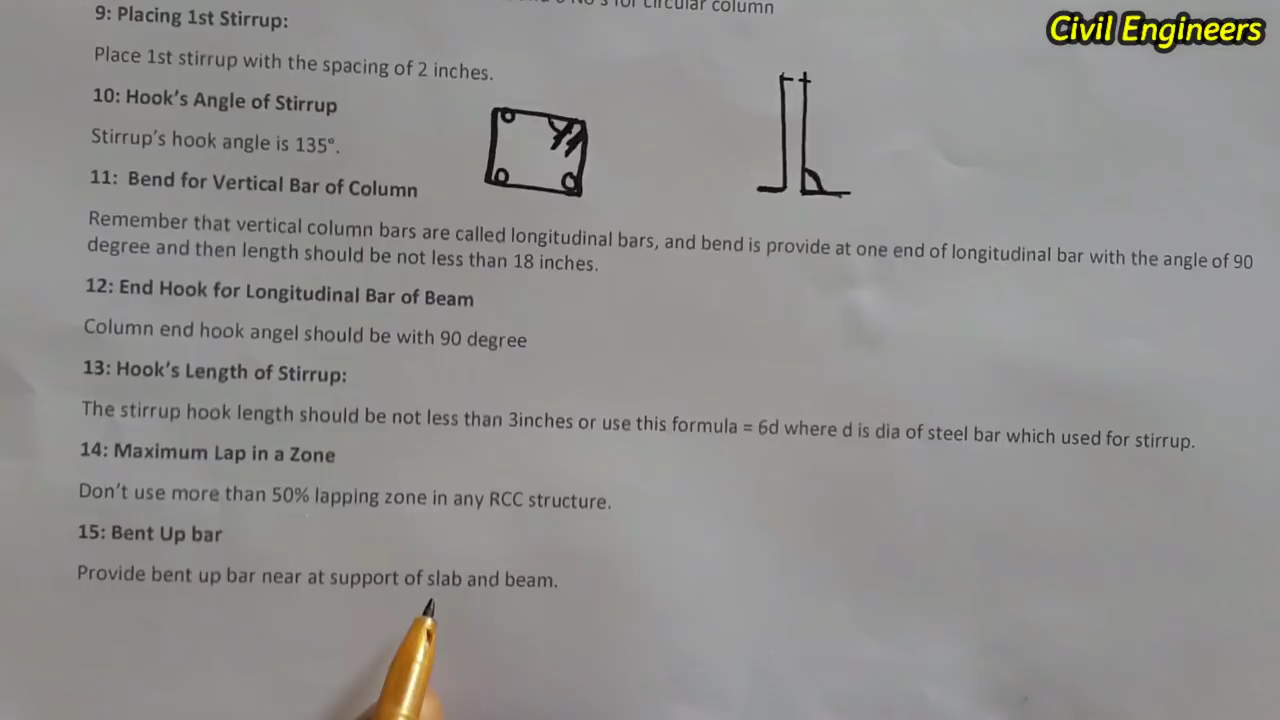 for circular column
Civil Engineers
9: Placing 1st Stirrup:
Place 1st stirrup with the spacing of 2 inches.
10: Hook's Angle of Stirrup
Stirrup's hook angle is 135°.
11: Bend for Vertical Bar of Column
Remember that vertical column bars are called longitudinal bars, and bend is provide at one end of longitudinal bar with the angle of 90
degree and then length should be not less than 18 inches.
12: End Hook for Longitudinal Bar of Beam
Column end hook angel should be with 90 degree
13: Hook's Length of Stirrup:
The stirrup hook length should be not less than 3inches or use this formula = 6d where d is dia of steel bar which used for stirrup.
14: Maximum Lap in a Zone
Don't use more than 50% lapping zone in any RCC structure.
15: Bent Up bar
Provide bent up bar near at support of slab and beam.